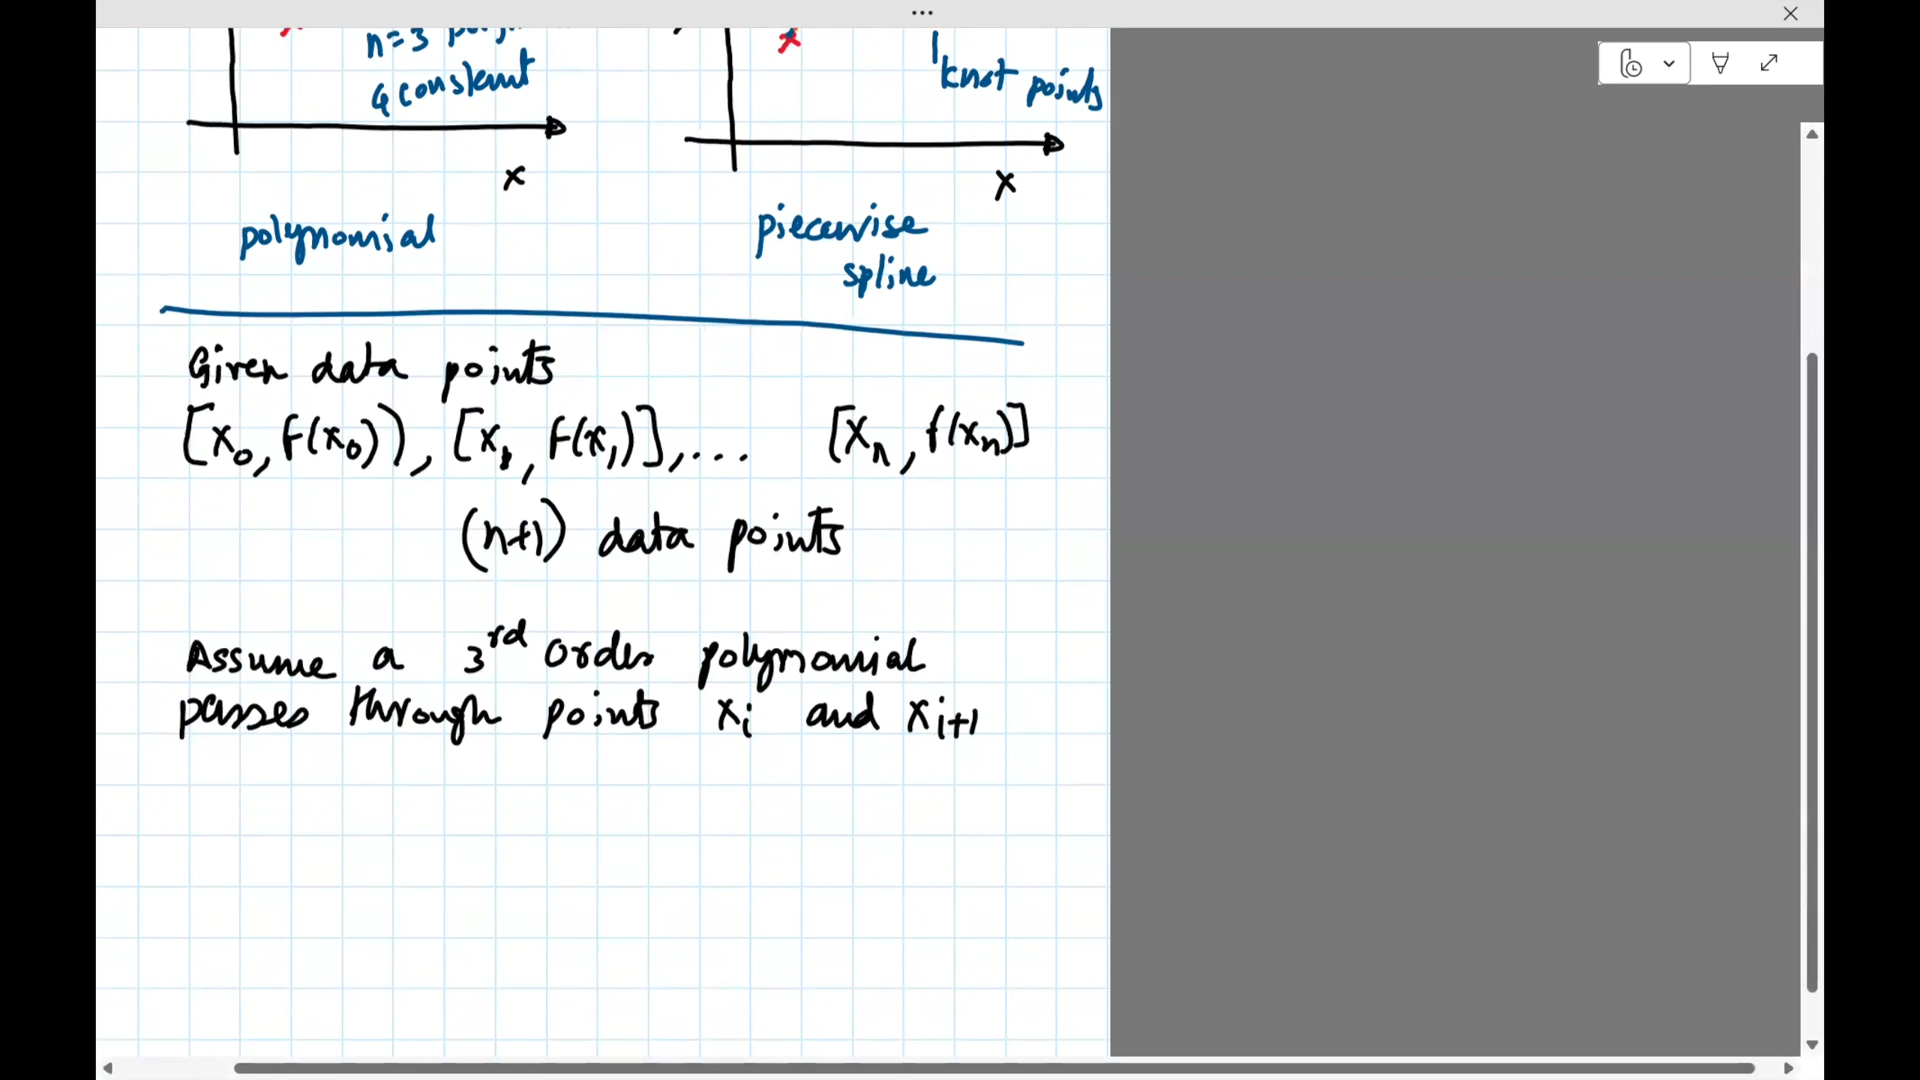 n=3
4 constant
knot points
x
x
polynomial
piecewise
spline
Given data points
[x₀, f(x₀)), [x₁, f(x₁)], ... [xₙ, f(xₙ)]
(n+1) data points
Assume a 3ʳᵈ order polynomial
passes through points xᵢ and xᵢ₊₁